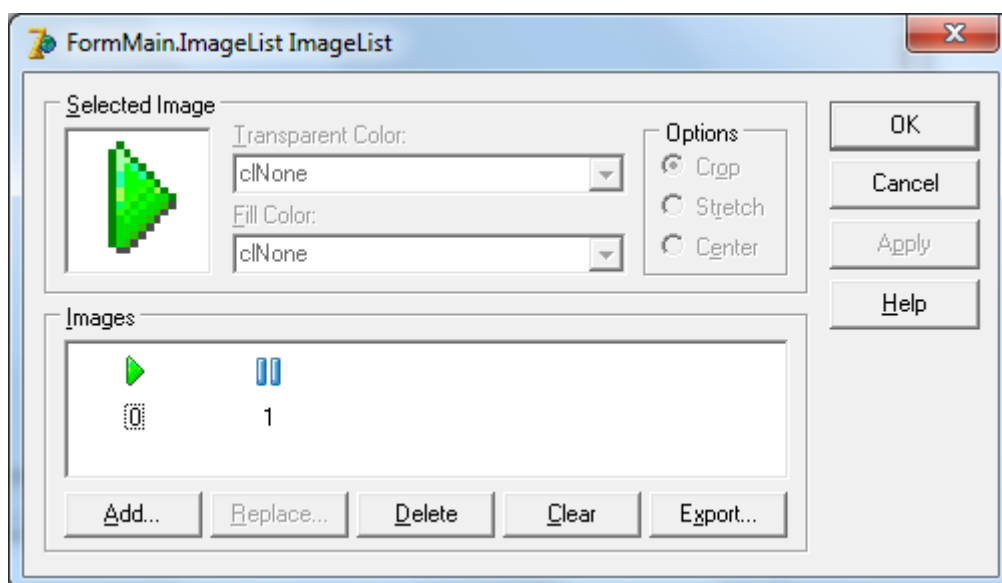 FormMain.ImageList ImageList
Selected Image
Transparent Color:
clNone
Fill Color:
clNone
Options
Crop
Stretch
Center
OK
Cancel
Apply
Help
Images
0 1
Add... Replace... Delete Clear Export...